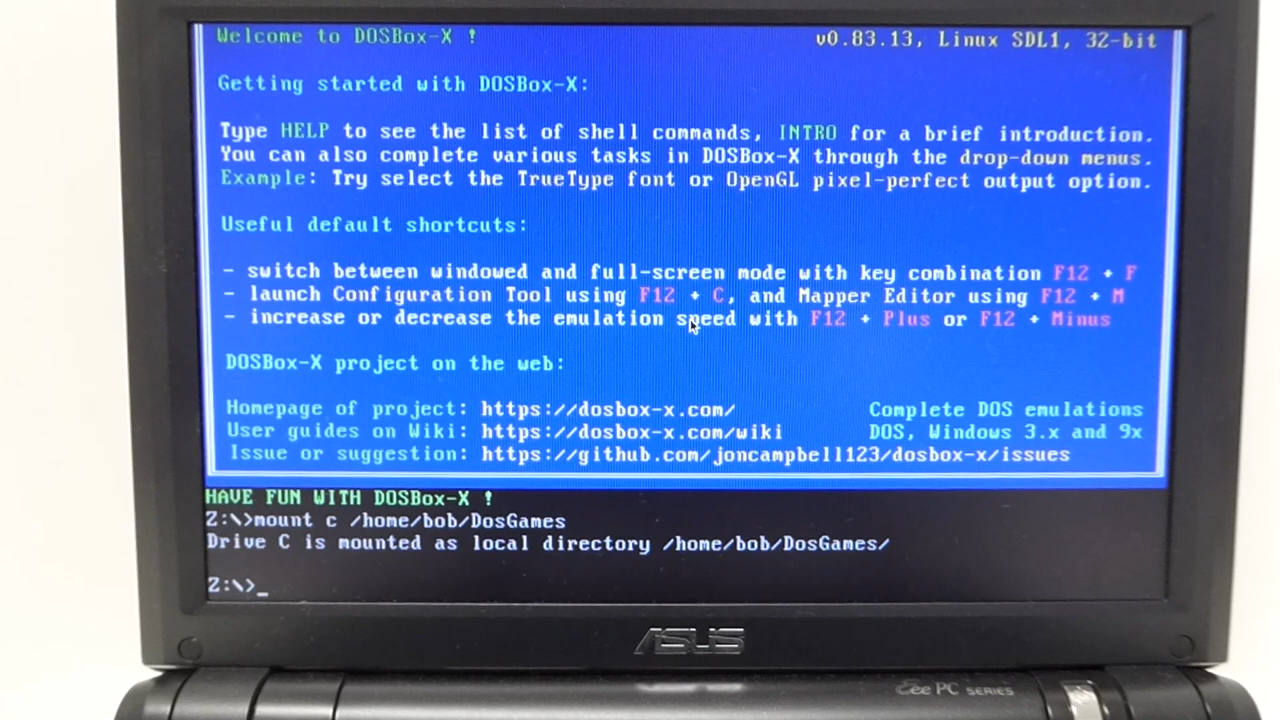 Welcome to DOSBox-X ! v0.83.13, Linux SDL1, 32-bit
Getting started with DOSBox-X:
Type HELP to see the list of shell commands, INTRO for a brief introduction.
You can also complete various tasks in DOSBox-X through the drop-down menus.
Example: Try select the TrueType font or OpenGL pixel-perfect output option.
Useful default shortcuts:
- switch between windowed and full-screen mode with key combination F12 + F
- launch Configuration Tool using F12 + C, and Mapper Editor using F12 + M
- increase or decrease the emulation speed with F12 + Plus or F12 + Minus
DOSBox-X project on the web:
Homepage of project: https://dosbox-x.com/ Complete DOS emulations
User guides on Wiki: https://dosbox-x.com/wiki DOS, Windows 3.x and 9x
Issue or suggestion: https://github.com/joncampbell123/dosbox-x/issues
HAVE FUN WITH DOSBox-X !
Z:\>mount c /home/bob/DosGames
Drive C is mounted as local directory /home/bob/DosGames/
Z:\>_
ASUS
Eee PC SERIES